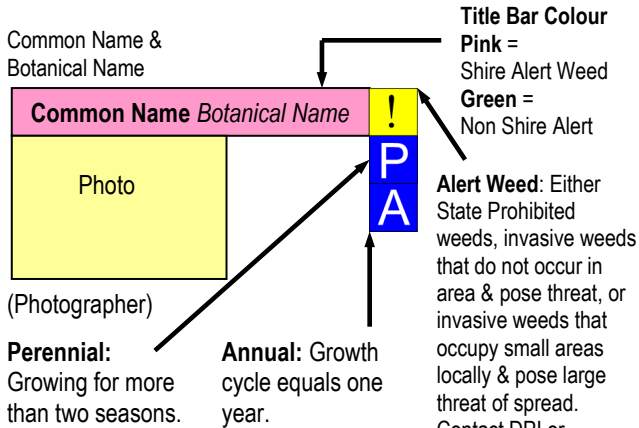 Common Name &
Botanical Name
Title Bar Colour
Pink =
Shire Alert Weed
Green =
Non Shire Alert
Common Name Botanical Name
!
P
A
Photo
(Photographer)
Alert Weed: Either
State Prohibited
weeds, invasive weeds
that do not occur in
area & pose threat, or
invasive weeds that
occupy small areas
locally & pose large
threat of spread.
Contact DPI or
Perennial:
Growing for more
than two seasons.
Annual: Growth
cycle equals one
year.